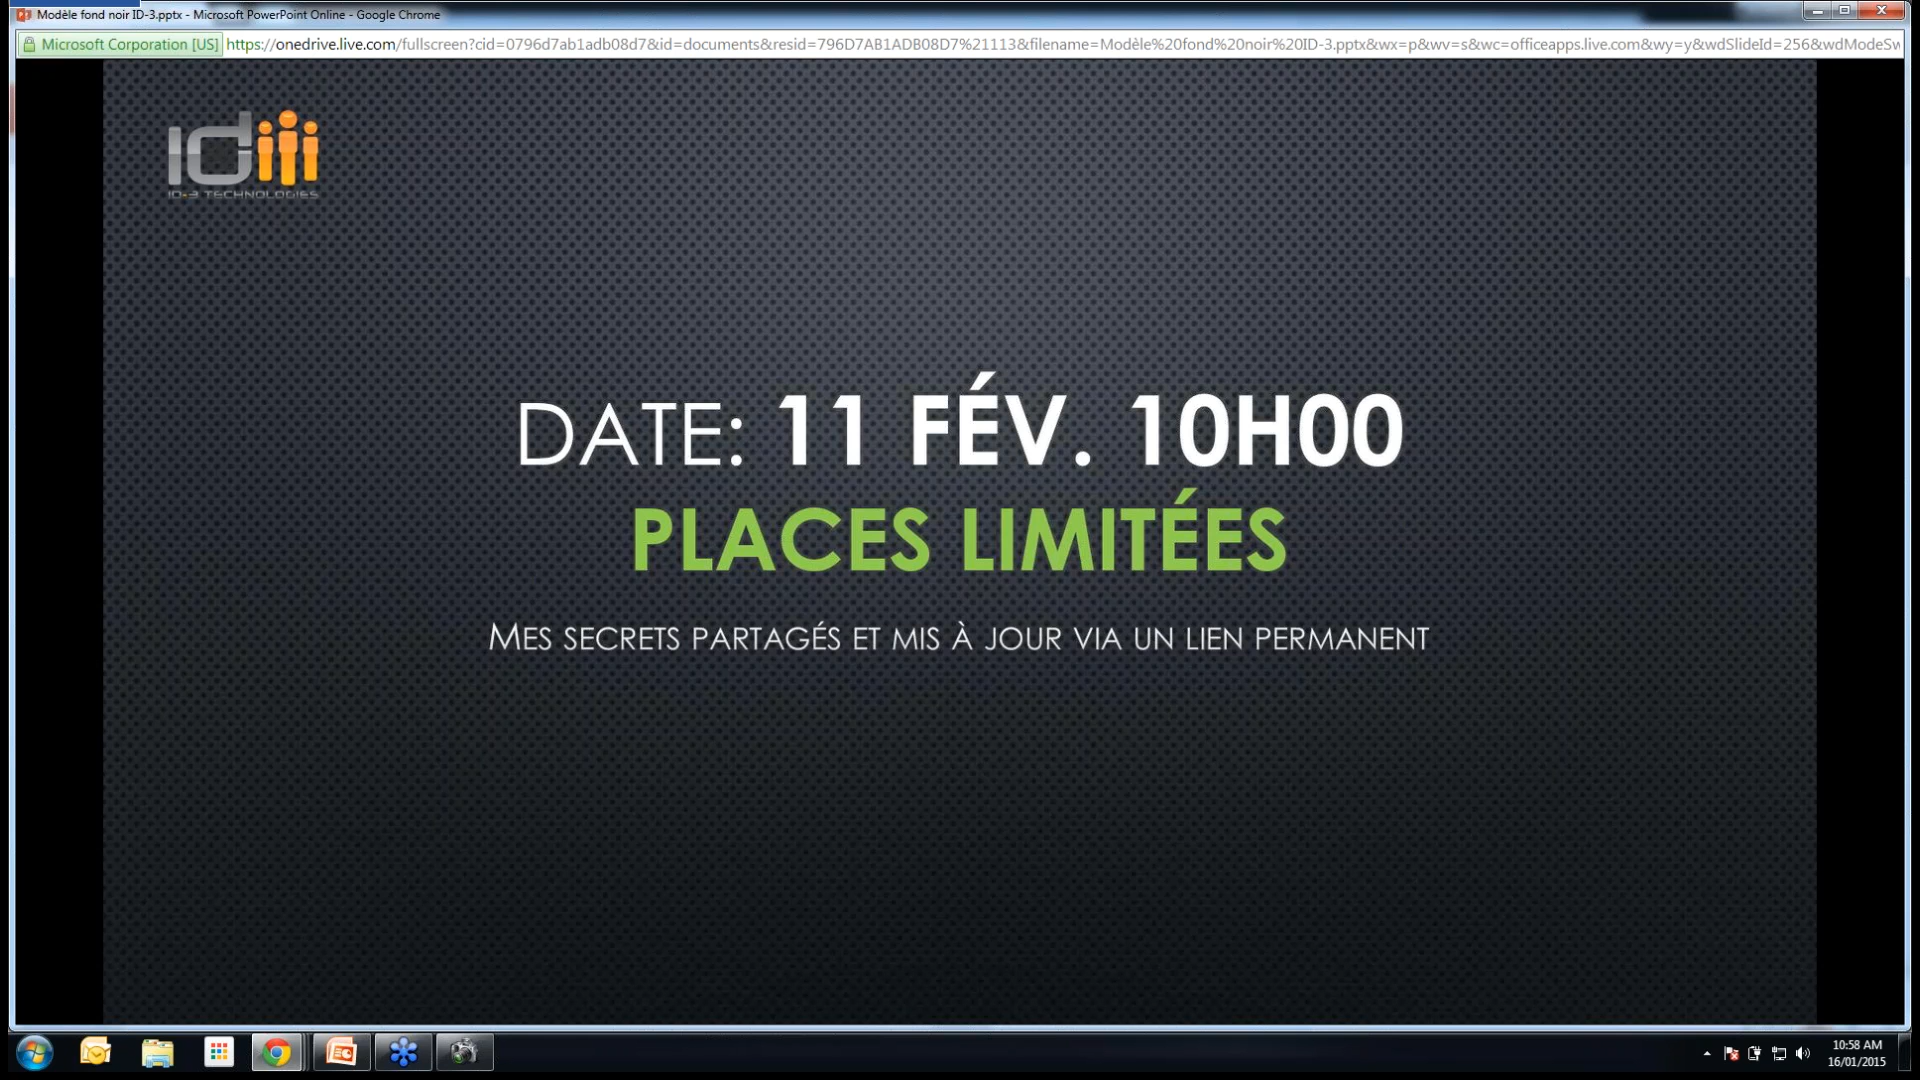 Modèle fond noir ID-3.pptx - Microsoft PowerPoint Online - Google Chrome
Microsoft Corporation [US] https://onedrive.live.com/fullscreen?cid=0796d7ab1adb08d7&id=documents&resid=796D7AB1ADB08D7%21113&filename=Modèle%20fond%20noir%20ID-3.pptx&wx=p&wv=s&wc=officeapps.live.com&wy=y&wdSlideId=256&wdModeSw
IDiii
ID-3 TECHNOLOGIES
DATE: 11 FÉV. 10H00
PLACES LIMITÉES
MES SECRETS PARTAGÉS ET MIS À JOUR VIA UN LIEN PERMANENT
10:58 AM
16/01/2015